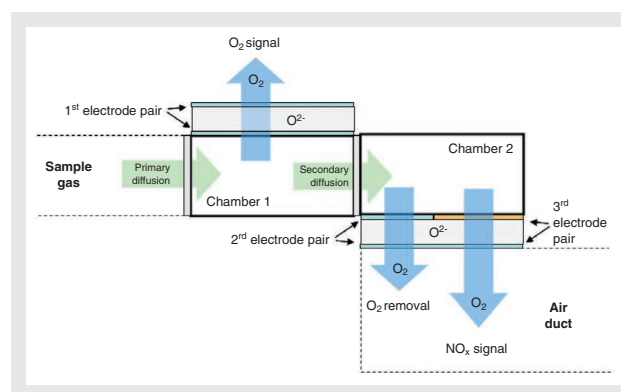 O₂ signal
O₂
1st electrode pair
O²⁻
Sample
gas
Primary
diffusion
Chamber 1
Secondary
diffusion
Chamber 2
3rd
electrode
pair
2rd electrode pair
O²⁻
O₂
O₂
O₂ removal
NOₓ signal
Air
duct